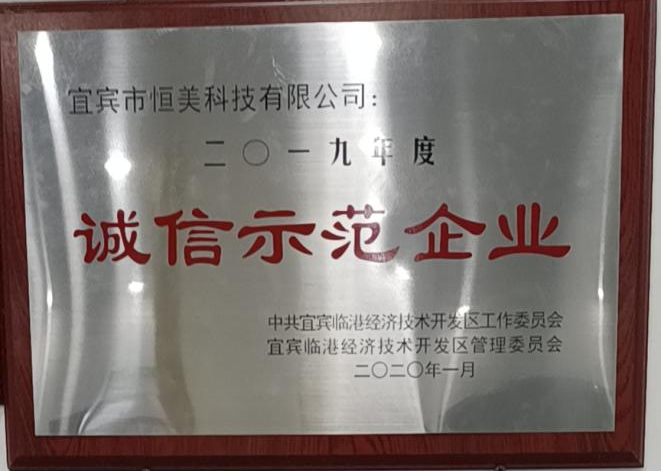 宜宾市恒美科技有限公司：
二〇一九年度
诚信示范企业
中共宜宾临港经济技术开发区工作委员会
宜宾临港经济技术开发区管理委员会
二〇二〇年一月